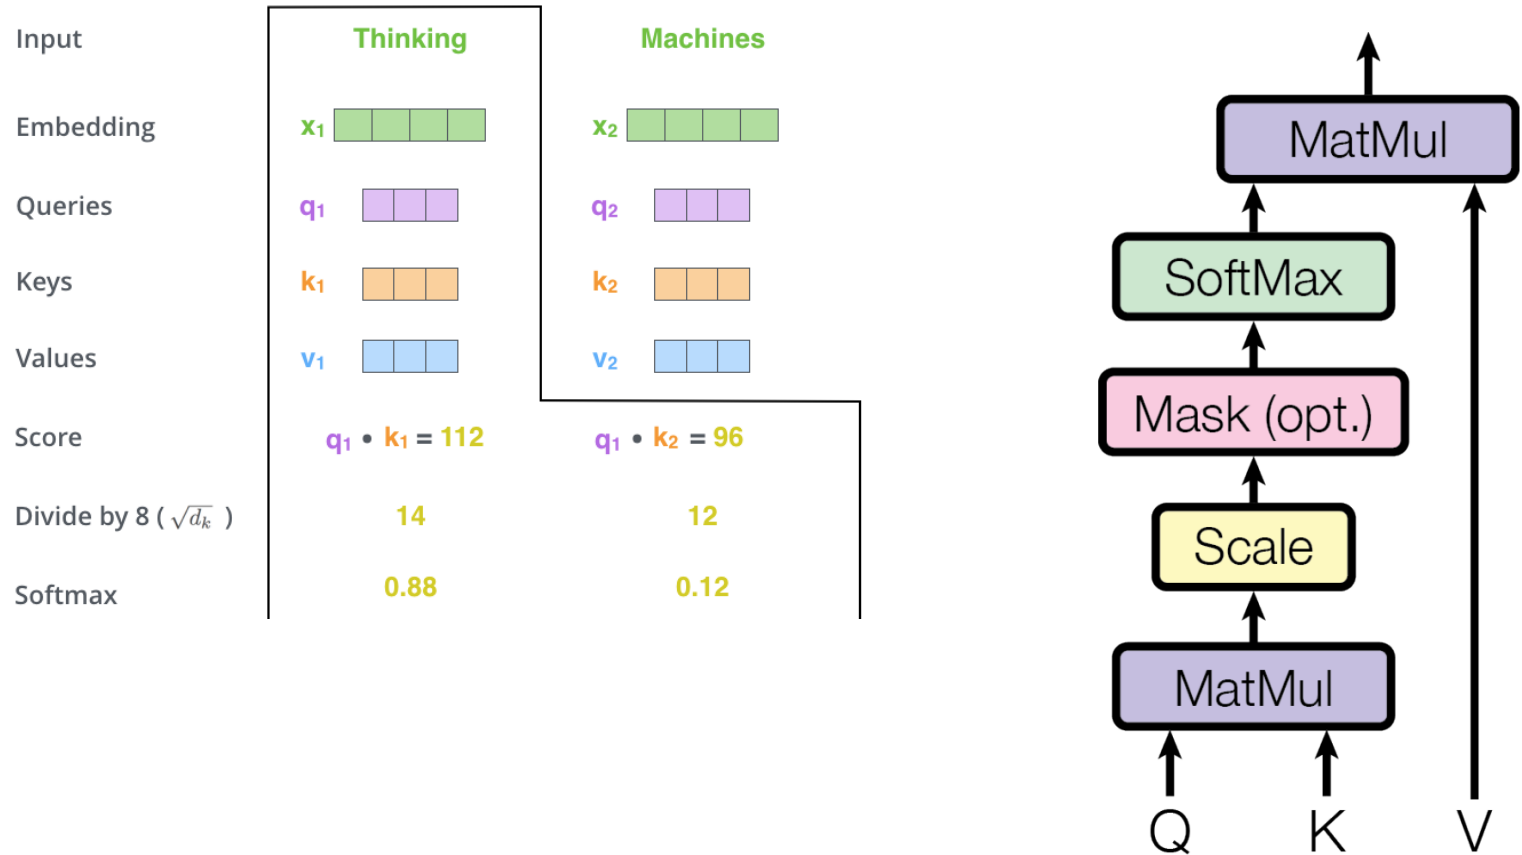 Input Thinking Machines
Embedding x₁ x₂
Queries q₁ q₂
Keys k₁ k₂
Values v₁ v₂
Score q₁ • k₁ = 112 q₁ • k₂ = 96
Divide by 8 ( √dₖ ) 14 12
Softmax 0.88 0.12
MatMul
SoftMax
Mask (opt.)
Scale
MatMul
Q K V